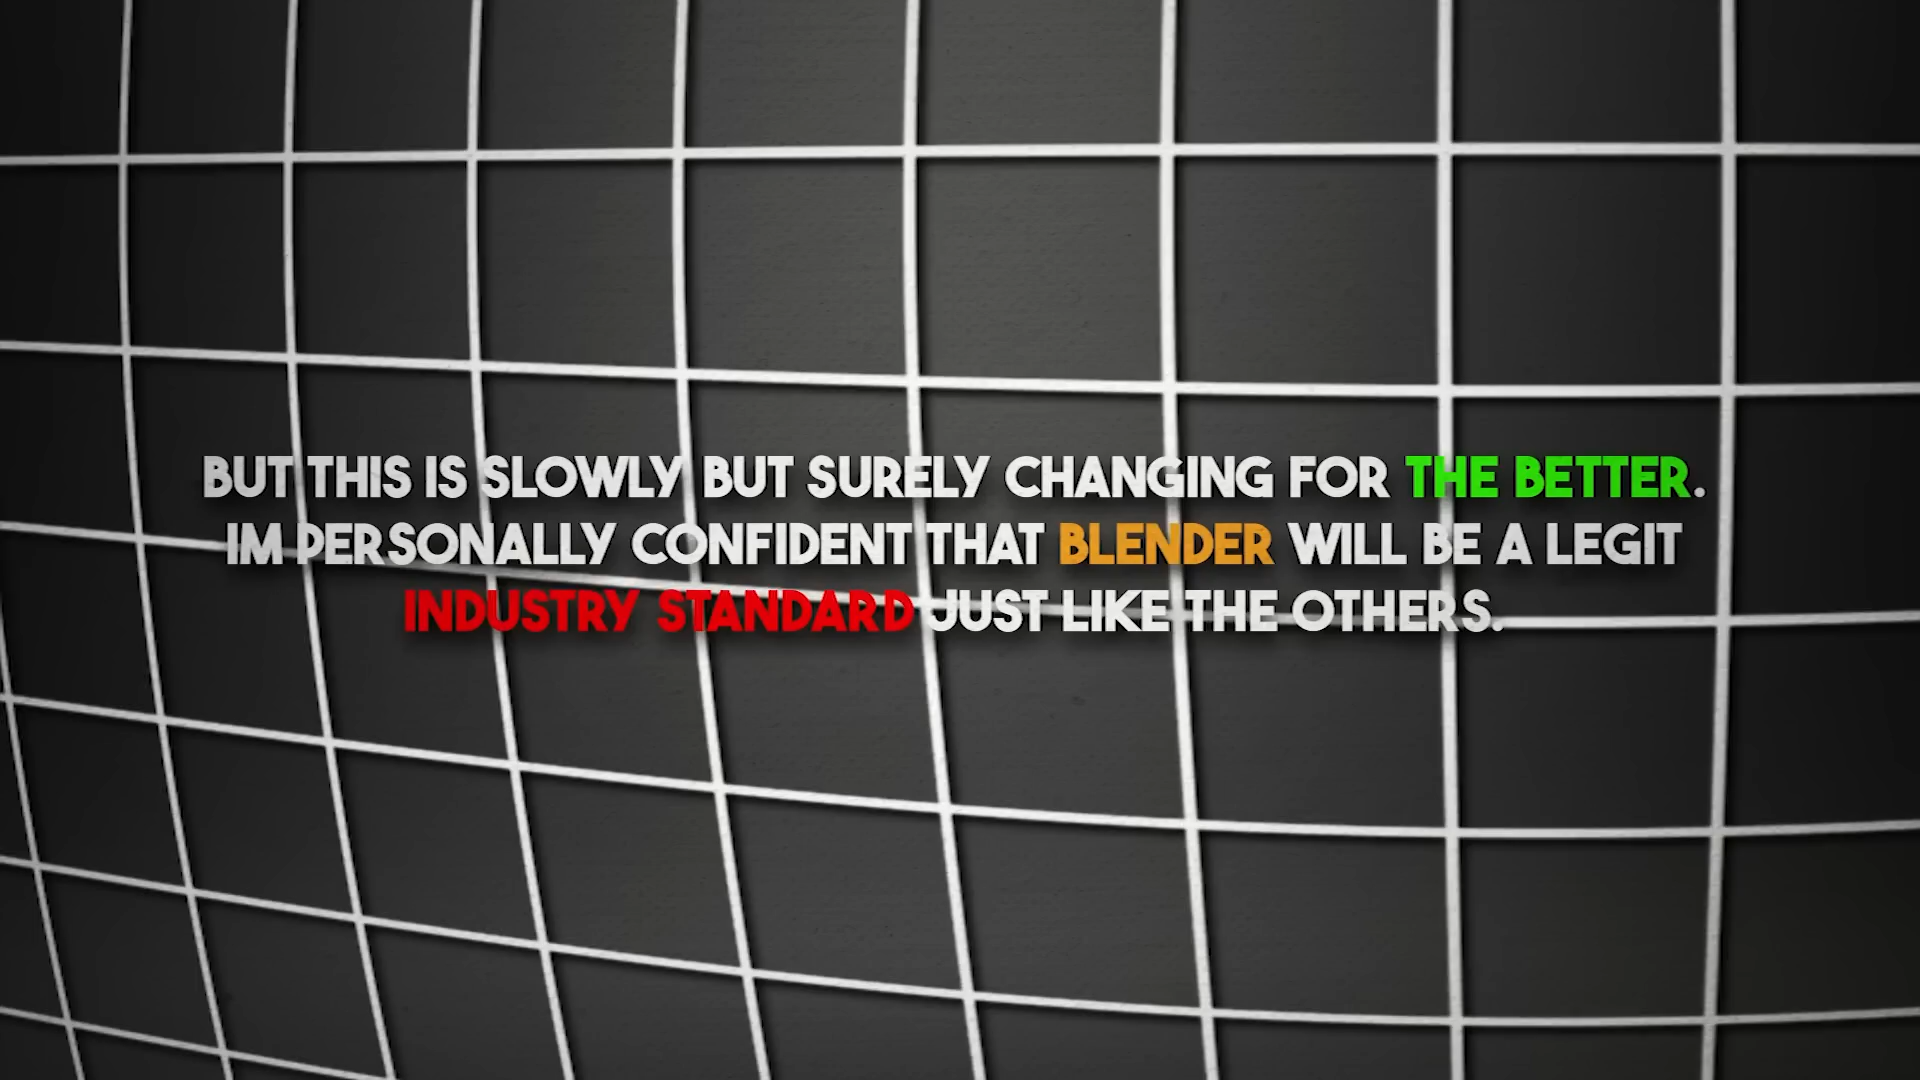 BUT THIS IS SLOWLY BUT SURELY CHANGING FOR THE BETTER.
IM PERSONALLY CONFIDENT THAT BLENDER WILL BE A LEGIT
INDUSTRY STANDARD JUST LIKE THE OTHERS.